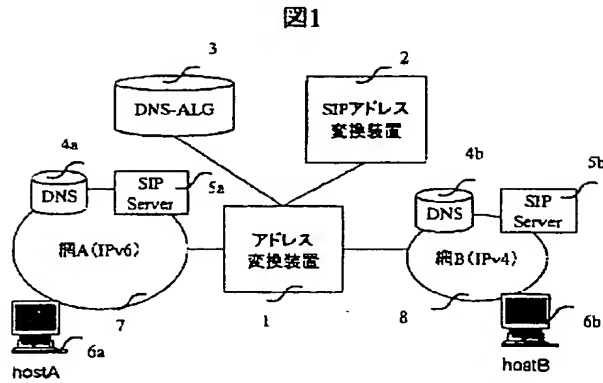 図1
3
2
DNS-ALG
SIPアドレス
変換装置
4a
DNS
SIP
Server
5a
4b
DNS
SIP
Server
5b
網A(IPv6)
アドレス
変換装置
網B(IPv4)
7
1
8
6a
hostA
6b
hostB